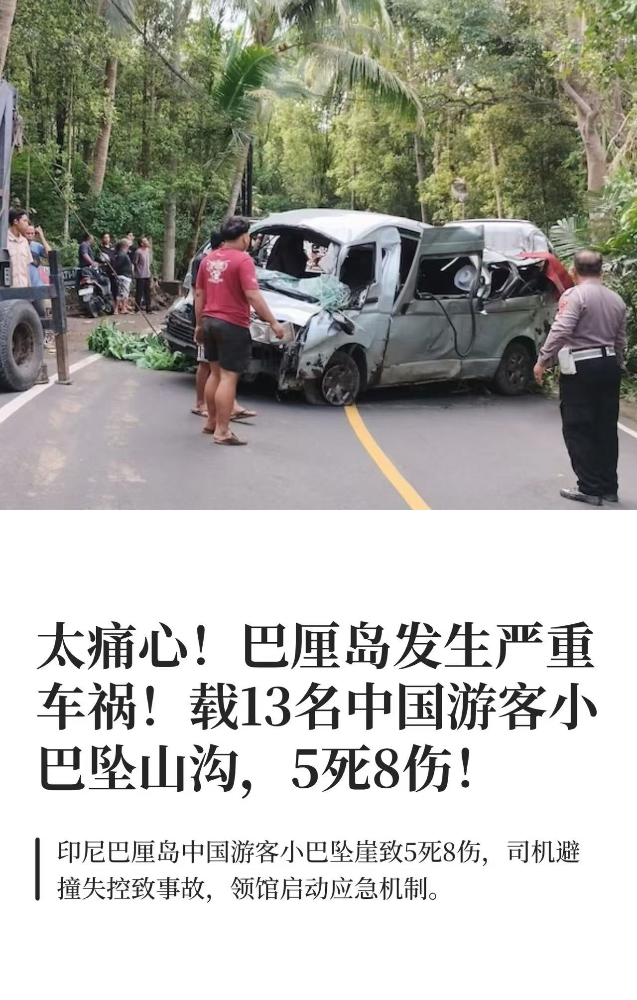 太痛心！巴厘岛发生严重
车祸！载13名中国游客小
巴坠山沟，5死8伤！
印尼巴厘岛中国游客小巴坠崖致5死8伤，司机避
撞失控致事故，领馆启动应急机制。